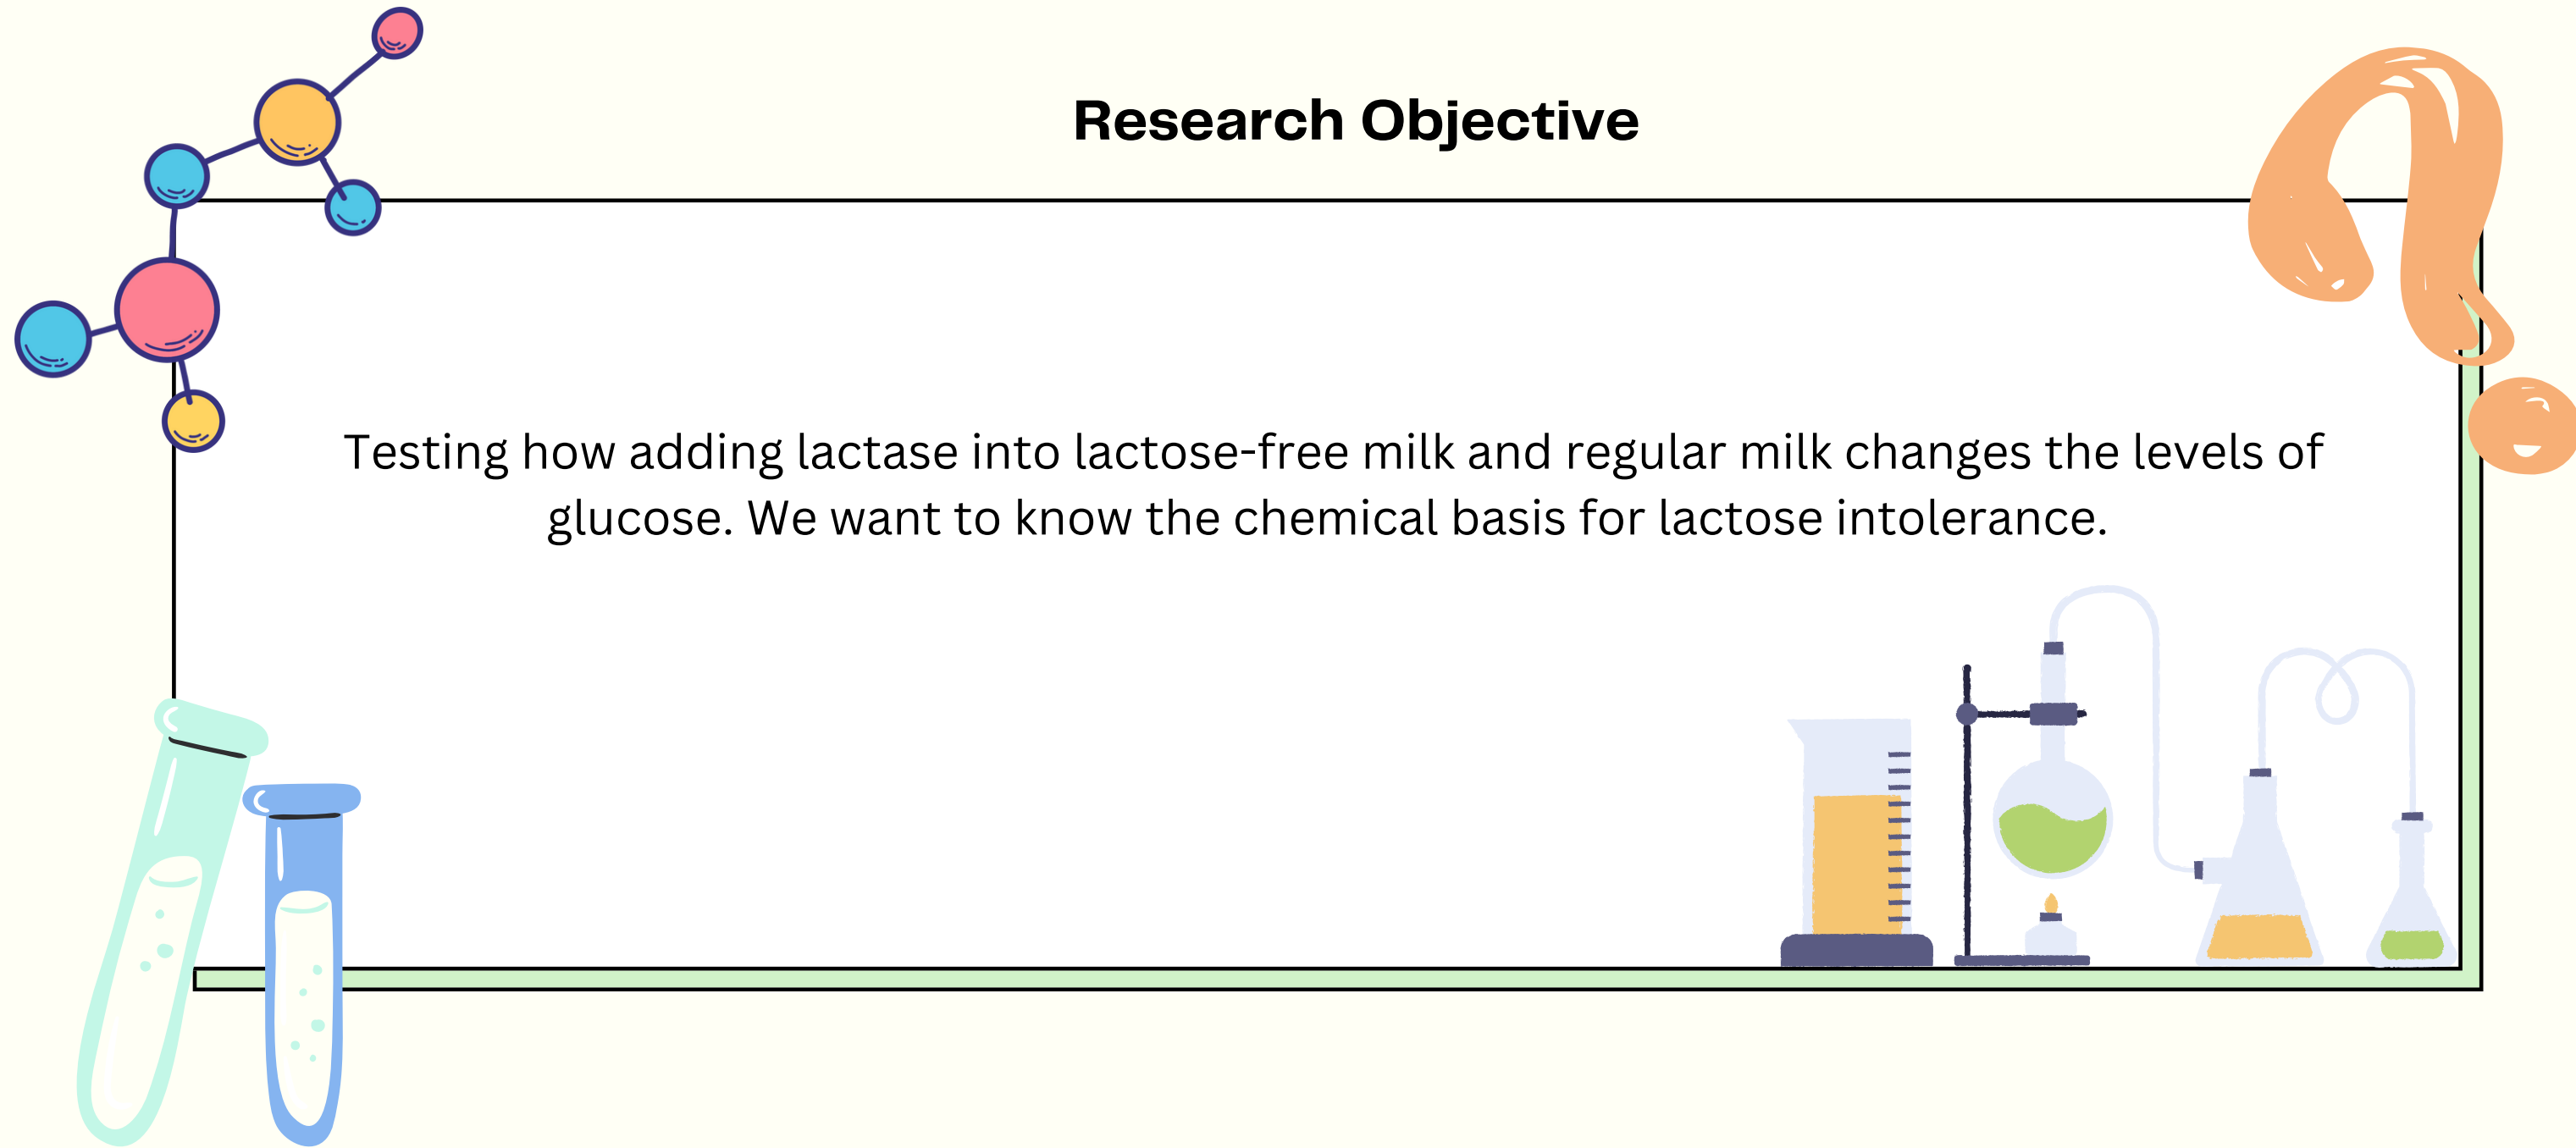 Research Objective
Testing how adding lactase into lactose-free milk and regular milk changes the levels of
glucose. We want to know the chemical basis for lactose intolerance.